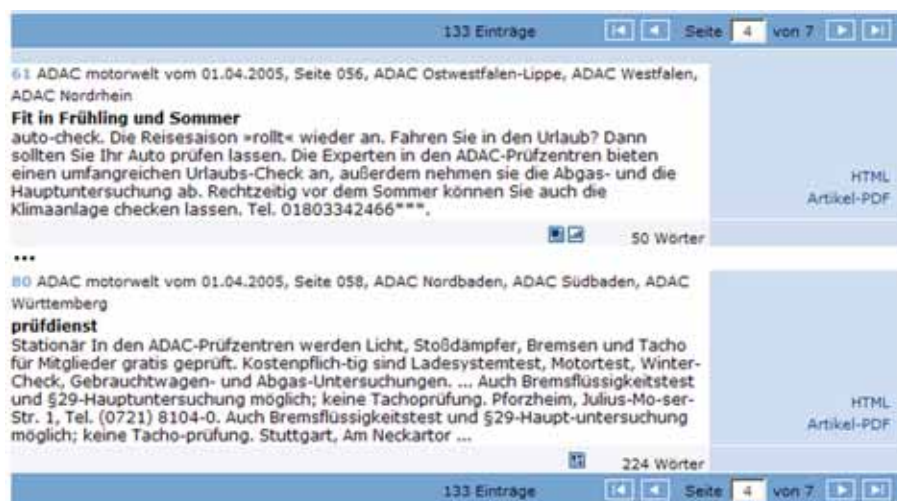 133 Einträge Seite 4 von 7
61 ADAC motorwelt vom 01.04.2005, Seite 056, ADAC Ostwestfalen-Lippe, ADAC Westfalen,
ADAC Nordrhein
Fit in Frühling und Sommer
auto-check. Die Reisesaison »rollt« wieder an. Fahren Sie in den Urlaub? Dann
sollten Sie Ihr Auto prüfen lassen. Die Experten in den ADAC-Prüfzentren bieten
einen umfangreichen Urlaubs-Check an, außerdem nehmen sie die Abgas- und die
Hauptuntersuchung ab. Rechtzeitig vor dem Sommer können Sie auch die
Klimaanlage checken lassen. Tel. 01803342466***.
HTML
Artikel-PDF
50 Wörter
...
80 ADAC motorwelt vom 01.04.2005, Seite 058, ADAC Nordbaden, ADAC Südbaden, ADAC
Württemberg
prüfdienst
Stationär In den ADAC-Prüfzentren werden Licht, Stoßdämpfer, Bremsen und Tacho
für Mitglieder gratis geprüft. Kostenpflich-tig sind Ladesystemtest, Motortest, Winter-
Check, Gebrauchtwagen- und Abgas-Untersuchungen. ... Auch Bremsflüssigkeitstest
und §29-Hauptuntersuchung möglich; keine Tachoprüfung. Pforzheim, Julius-Mo-ser-
Str. 1, Tel. (0721) 8104-0. Auch Bremsflüssigkeitstest und §29-Haupt-untersuchung
möglich; keine Tacho-prüfung. Stuttgart, Am Neckartor ...
HTML
Artikel-PDF
224 Wörter
133 Einträge Seite 4 von 7